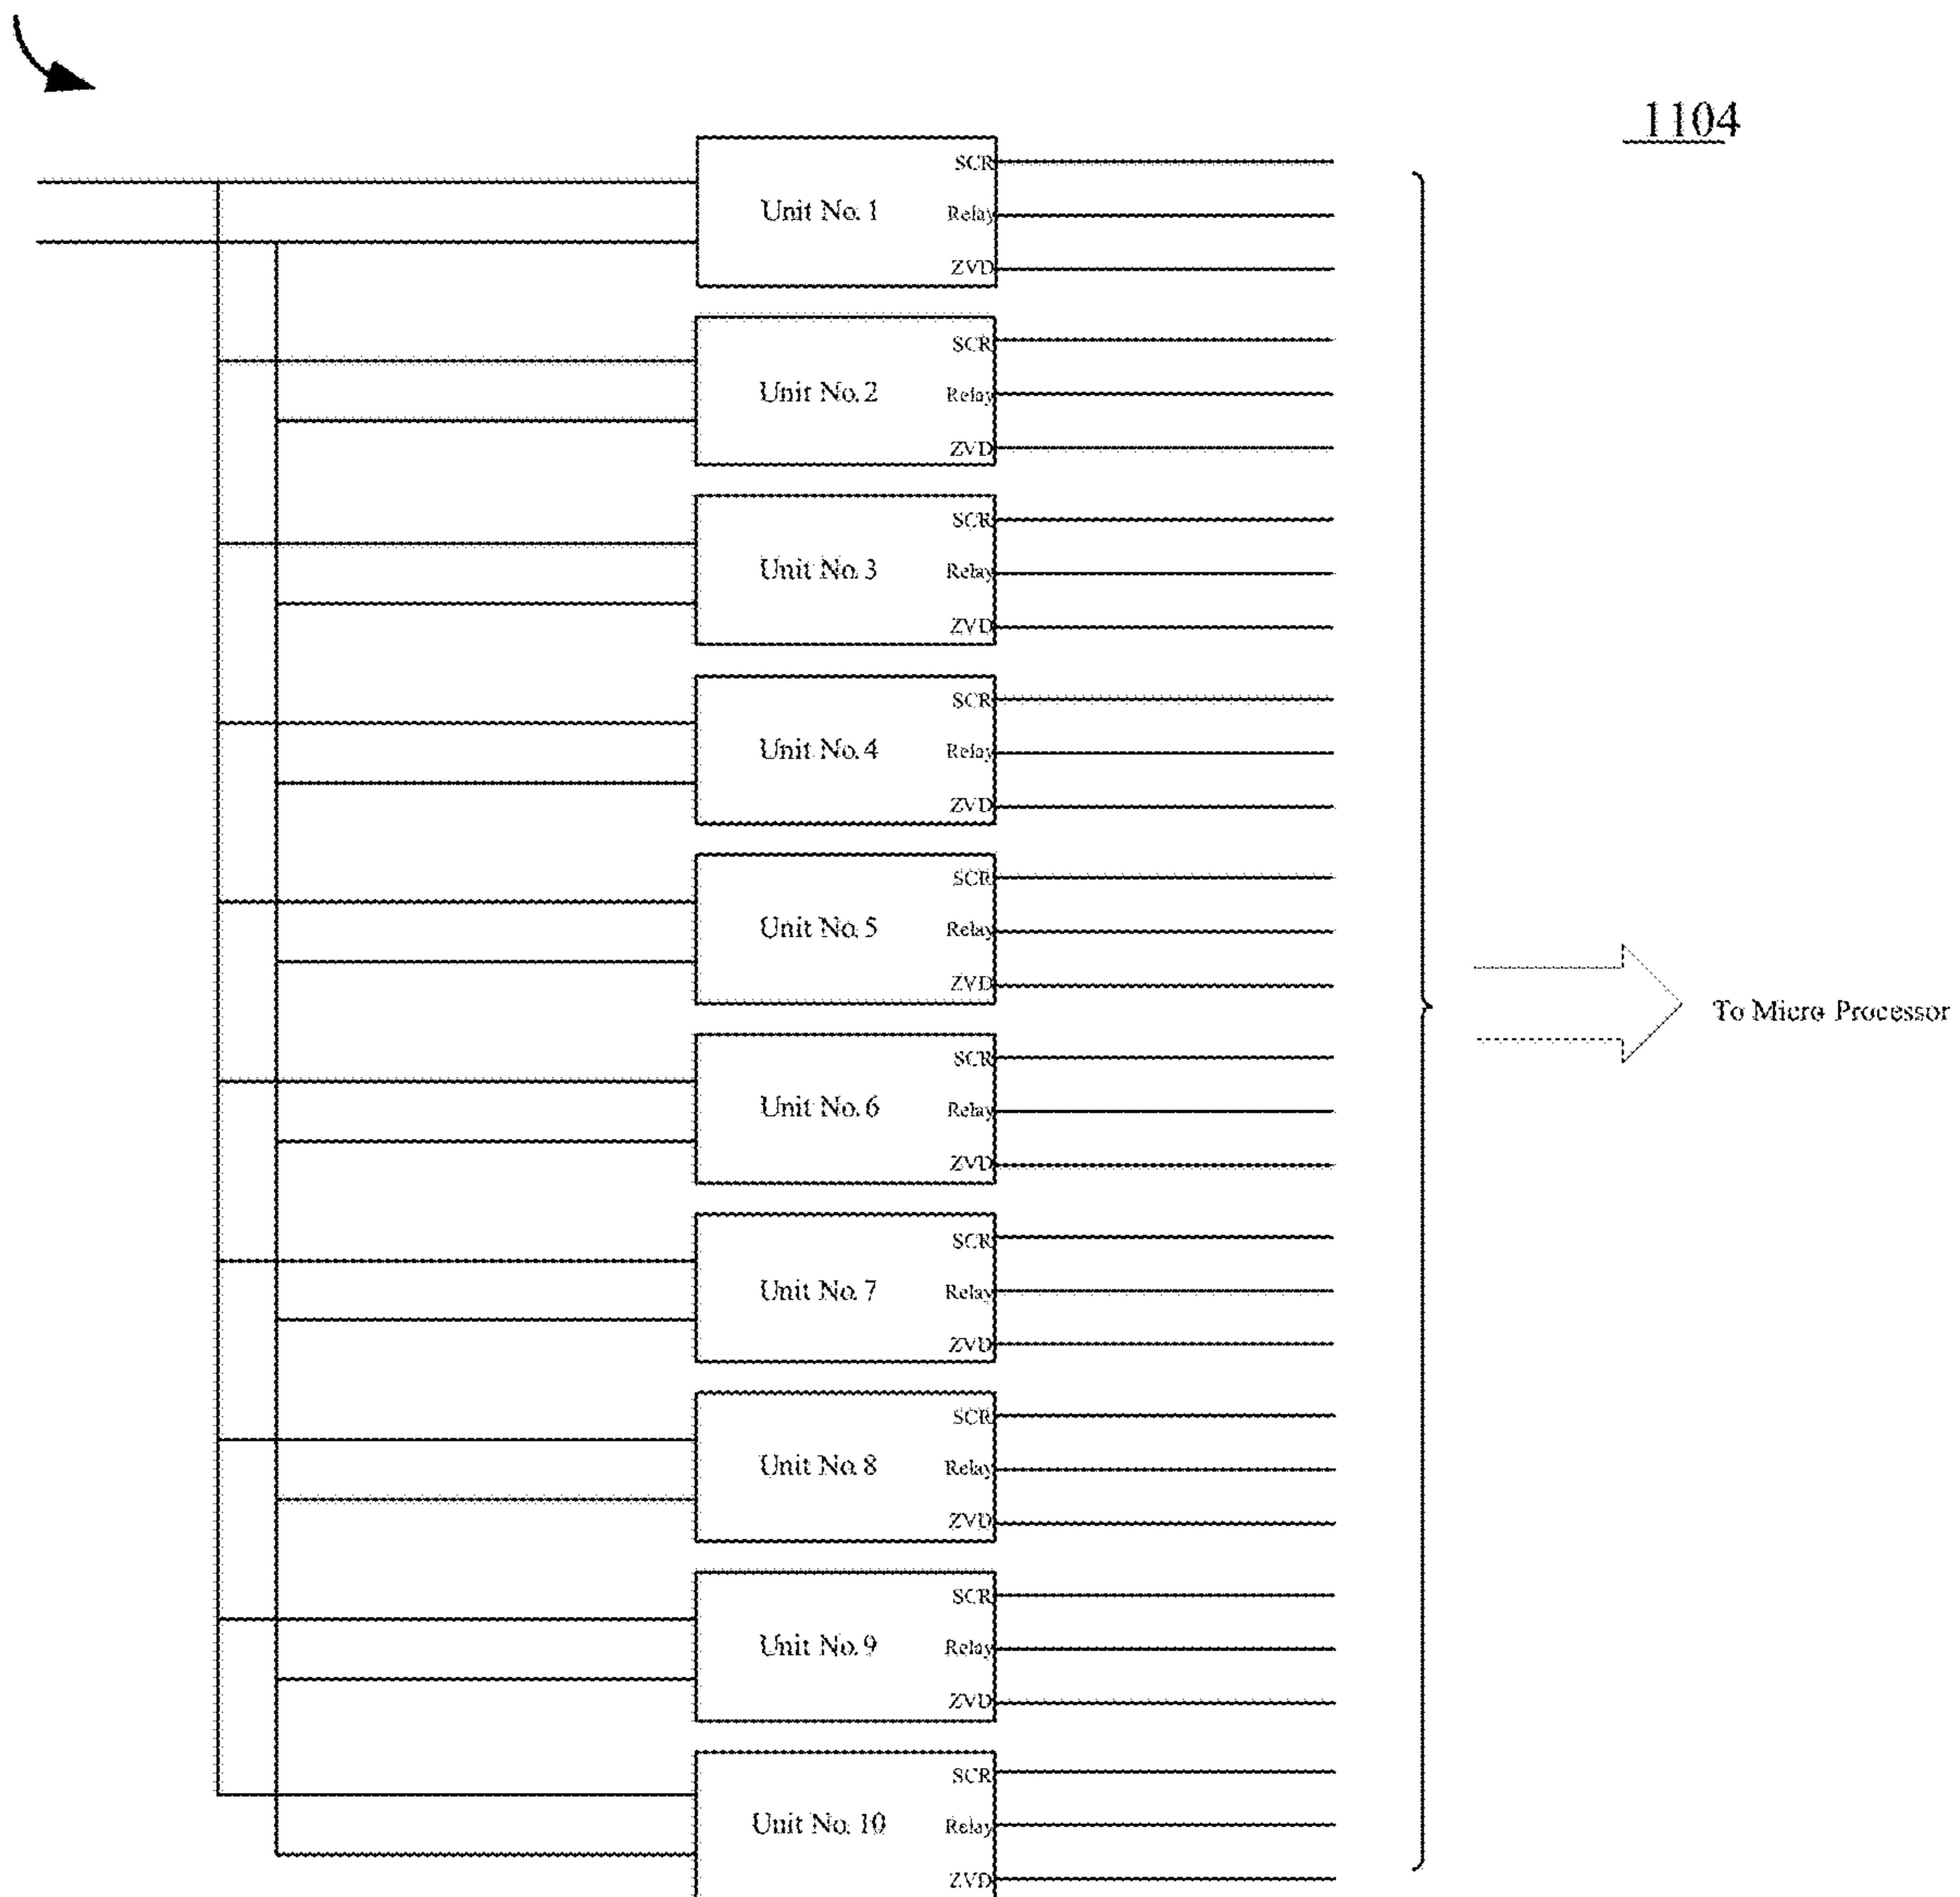 1104
SCR
Unit No. 1
Relay
ZVD
SCR
Unit No. 2
Relay
ZVD
SCR
Unit No. 3
Relay
ZVD
SCR
Unit No. 4
Relay
ZVD
SCR
Unit No. 5
Relay
ZVD
To Micro Processor
SCR
Unit No. 6
Relay
ZVD
SCR
Unit No. 7
Relay
ZVD
SCR
Unit No. 8
Relay
ZVD
SCR
Unit No. 9
Relay
ZVD
SCR
Unit No. 10
Relay
ZVD